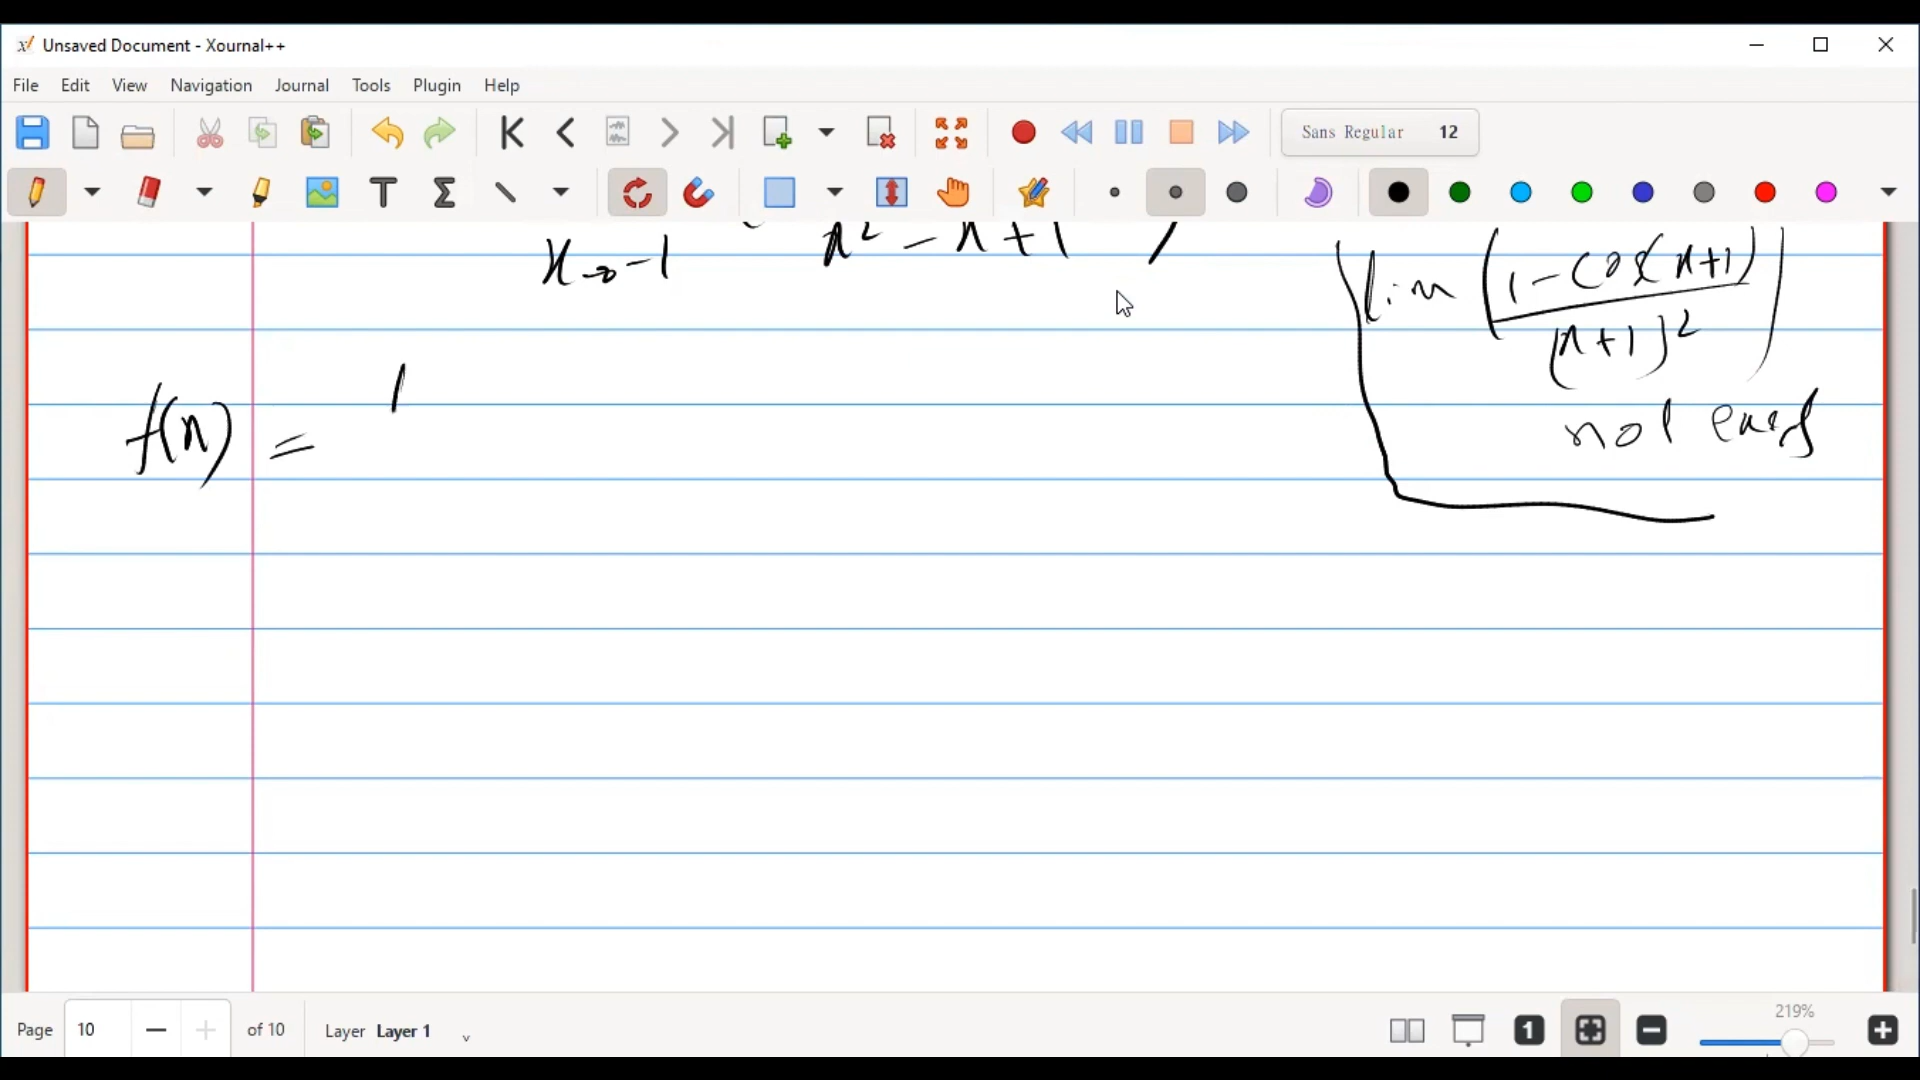 Unsaved Document - Xournal++
File Edit View Navigation Journal Tools Plugin Help
Sans Regular 12
x² - x + 1 )
x→-1
lim ( 1 - cos(x+1) / (x+1)² )
not
f(x) = 1
219%
Page 10 of 10 Layer Layer 1